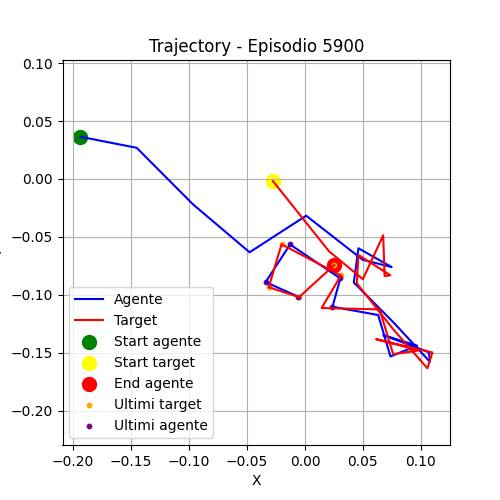 Trajectory - Episodio 5900
0.10
0.05
0.00
−0.05
−0.10
−0.15
−0.20
Agente
Target
Start agente
Start target
End agente
Ultimi target
Ultimi agente
−0.20 −0.15 −0.10 −0.05 0.00 0.05 0.10
X